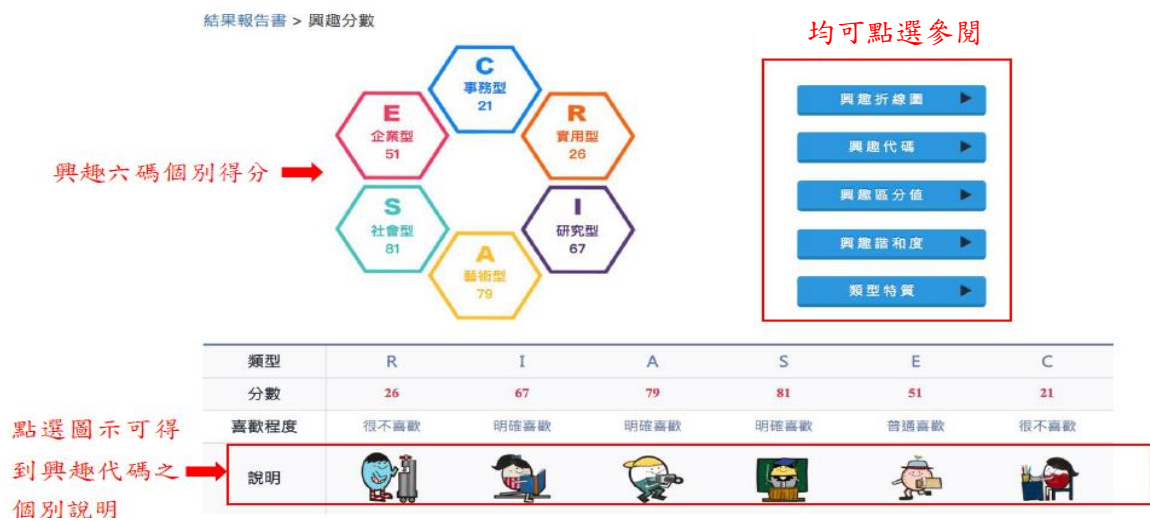 結果報告書 > 興趣分數
均可點選參閱
C
事務型
21
E
企業型
51
R
實用型
26
興趣六碼個別得分
S
社會型
81
I
研究型
67
A
藝術型
79
興趣折線圖
興趣代碼
興趣區分值
興趣諧和度
類型特質
類型 R I A S E C
分數 26 67 79 81 51 21
喜歡程度 很不喜歡 明確喜歡 明確喜歡 明確喜歡 普通喜歡 很不喜歡
說明
點選圖示可得
到興趣代碼之
個別說明